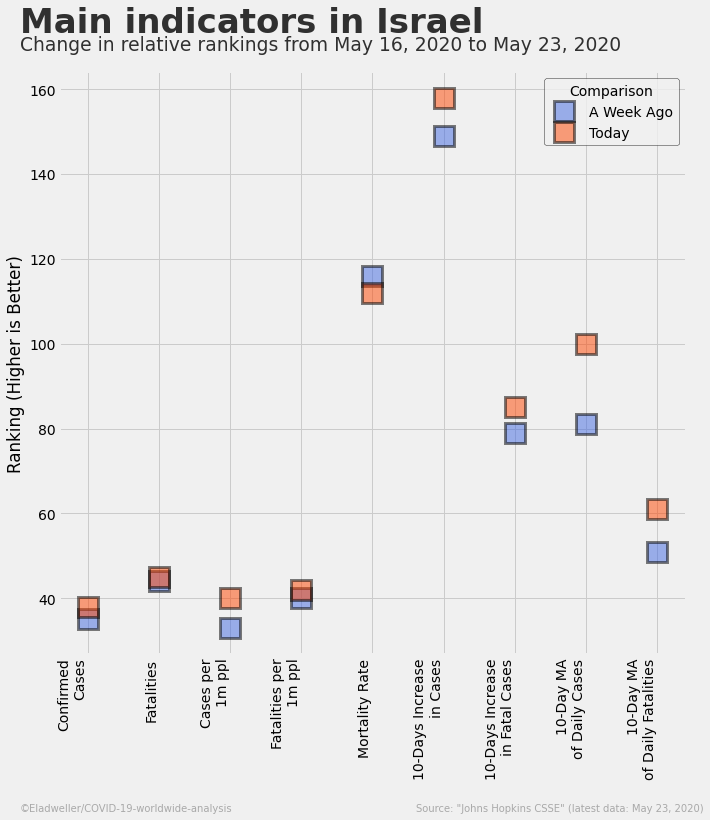 Main indicators in Israel
Change in relative rankings from May 16, 2020 to May 23, 2020
Comparison
A Week Ago
Today
Ranking (Higher is Better)
160
140
120
100
80
60
40
Confirmed
Cases
Fatalities
Cases per
1m ppl
Fatalities per
1m ppl
Mortality Rate
10-Days Increase
in Cases
10-Days Increase
in Fatal Cases
10-Day MA
of Daily Cases
10-Day MA
of Daily Fatalities
©Eladweller/COVID-19-worldwide-analysis
Source: "Johns Hopkins CSSE" (latest data: May 23, 2020)